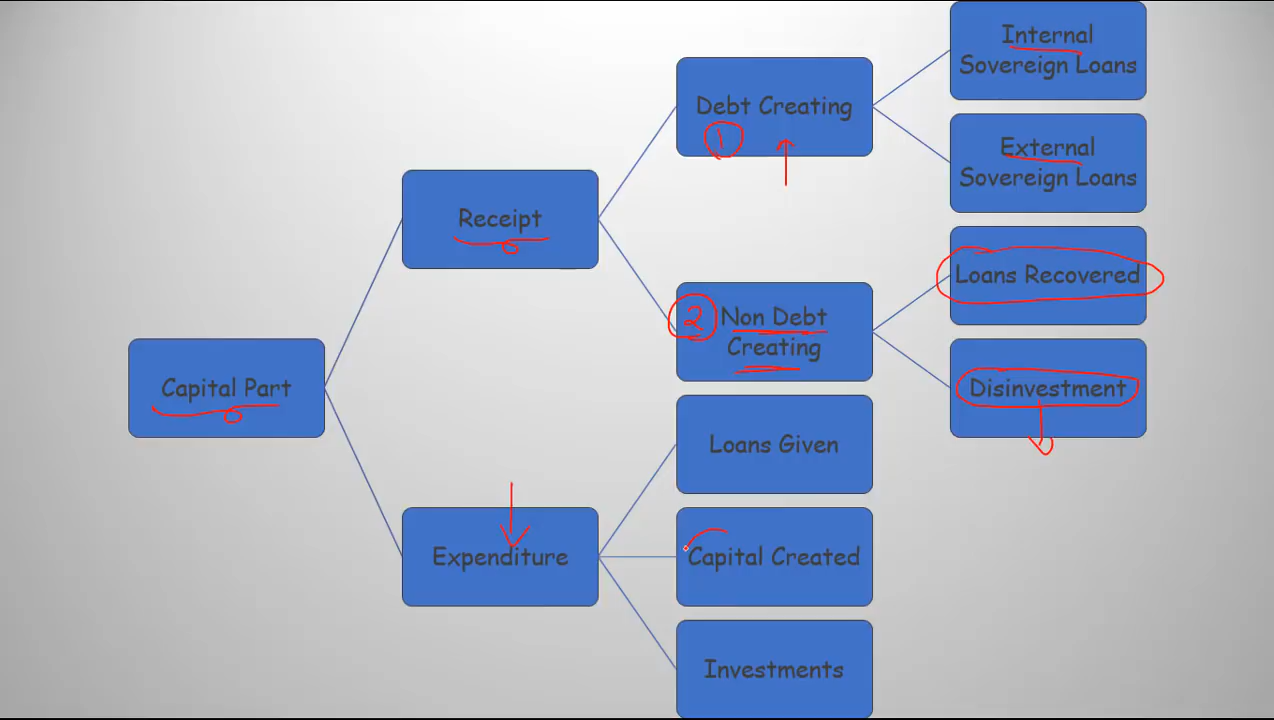 Capital Part
Receipt
Debt Creating
1
Internal
Sovereign Loans
External
Sovereign Loans
2
Non Debt
Creating
Loans Recovered
Disinvestment
Expenditure
Loans Given
Capital Created
Investments